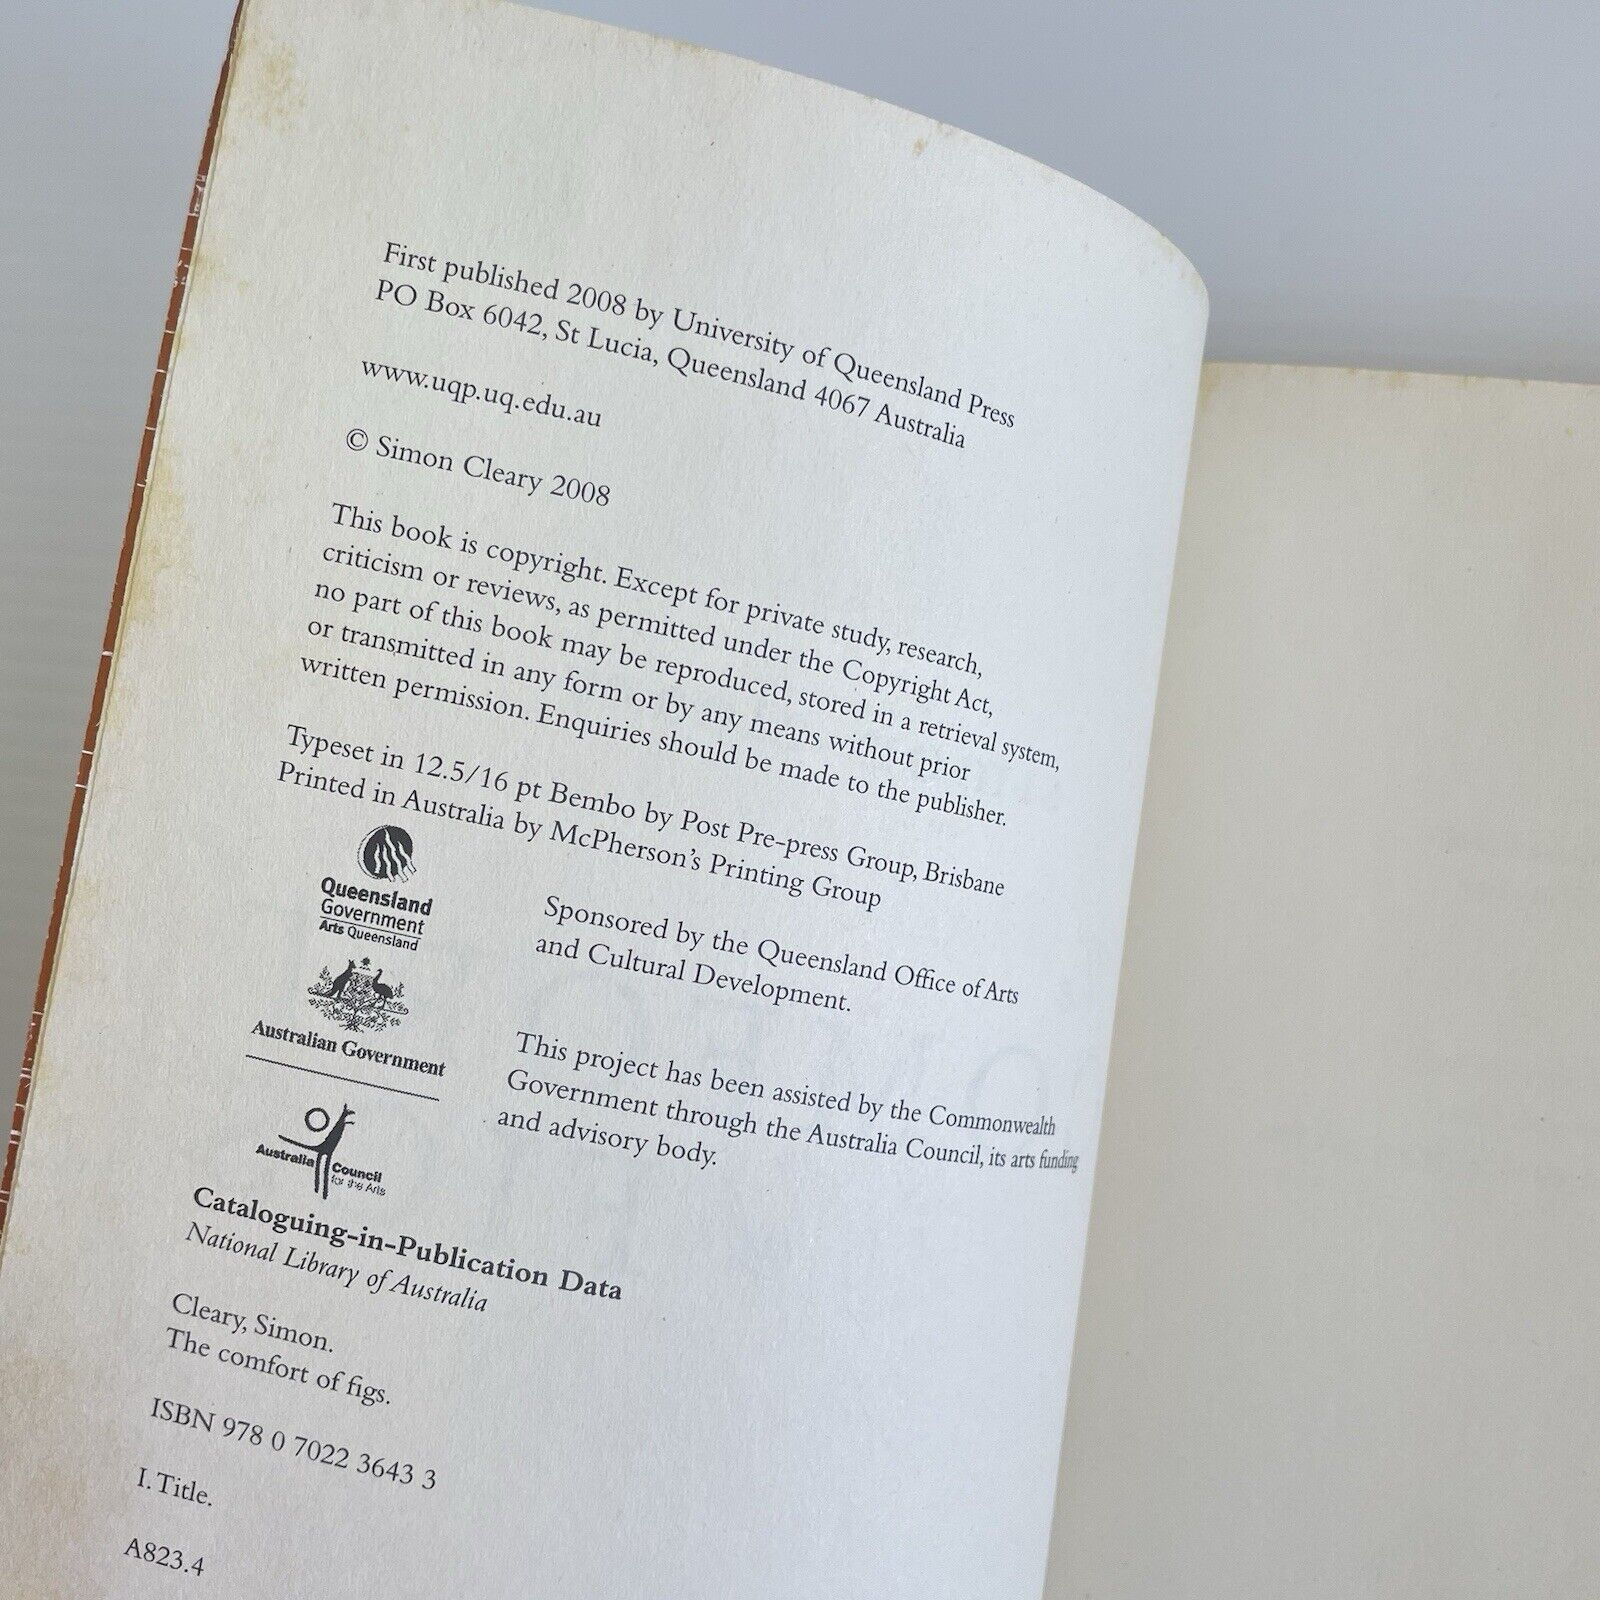 First published 2008 by University of Queensland Press
PO Box 6042, St Lucia, Queensland 4067 Australia
www.uqp.uq.edu.au
© Simon Cleary 2008
This book is copyright. Except for private study, research,
criticism or reviews, as permitted under the Copyright Act,
no part of this book may be reproduced, stored in a retrieval system,
or transmitted in any form or by any means without prior
written permission. Enquiries should be made to the publisher.
Typeset in 12.5/16 pt Bembo by Post Pre-press Group, Brisbane
Printed in Australia by McPherson's Printing Group
Queensland
Government
Arts Queensland
Sponsored by the Queensland Office of Arts
and Cultural Development.
Australian Government
Australia Council
for the Arts
This project has been assisted by the Commonwealth
Government through the Australia Council, its arts funding
and advisory body.
Cataloguing-in-Publication Data
National Library of Australia
Cleary, Simon.
The comfort of figs.
ISBN 978 0 7022 3643 3
I. Title.
A823.4